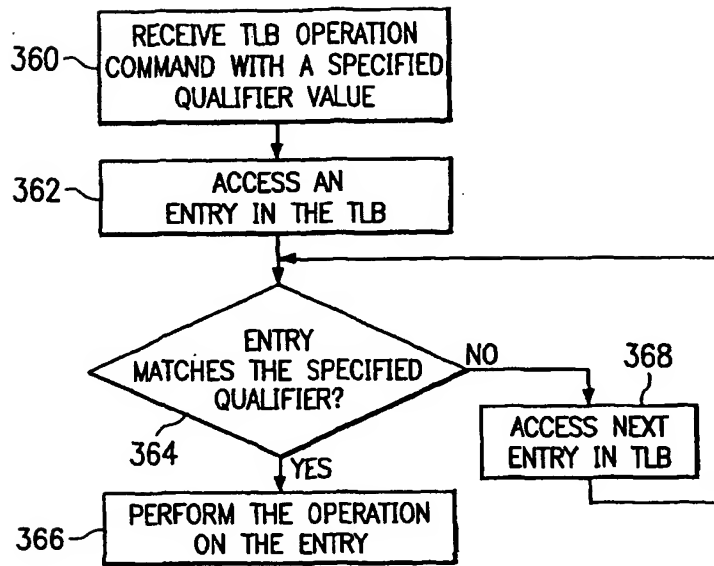 360
RECEIVE TLB OPERATION
COMMAND WITH A SPECIFIED
QUALIFIER VALUE
362
ACCESS AN
ENTRY IN THE TLB
ENTRY
MATCHES THE SPECIFIED
QUALIFIER?
364
NO
368
ACCESS NEXT
ENTRY IN TLB
YES
366
PERFORM THE OPERATION
ON THE ENTRY